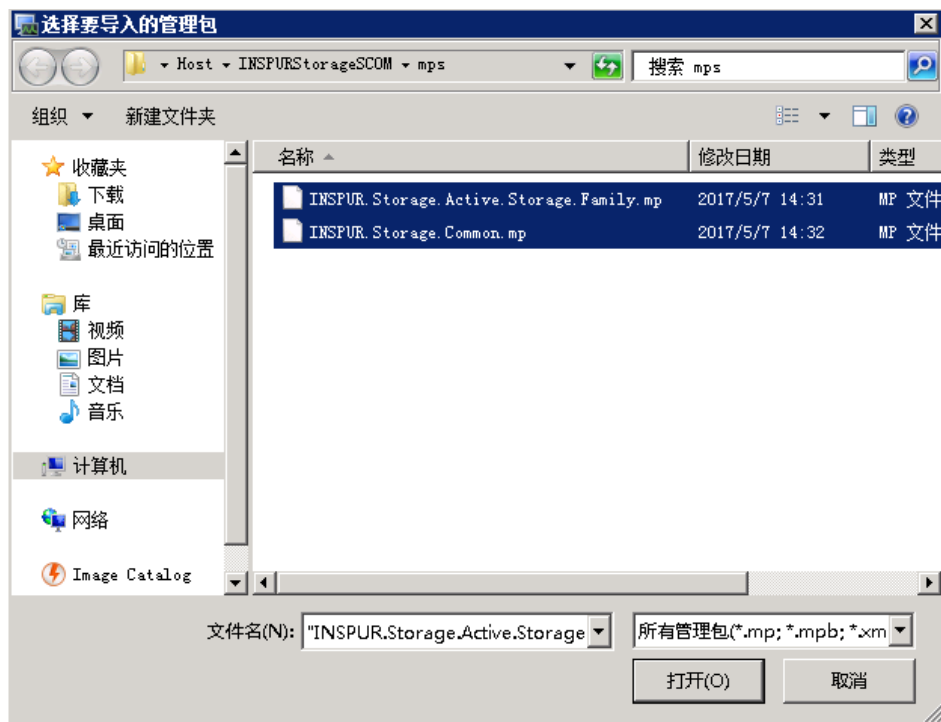 选择要导入的管理包
Host INSPURStorageSCOM mps 搜索 mps
组织 新建文件夹
收藏夹
下载
桌面
最近访问的位置
库
视频
图片
文档
音乐
计算机
网络
Image Catalog
名称 修改日期 类型
INSPUR.Storage.Active.Storage.Family.mp 2017/5/7 14:31 MP 文件
INSPUR.Storage.Common.mp 2017/5/7 14:32 MP 文件
文件名(N): "INSPUR.Storage.Active.Storage 所有管理包(*.mp; *.mpb; *.xm
打开(O) 取消